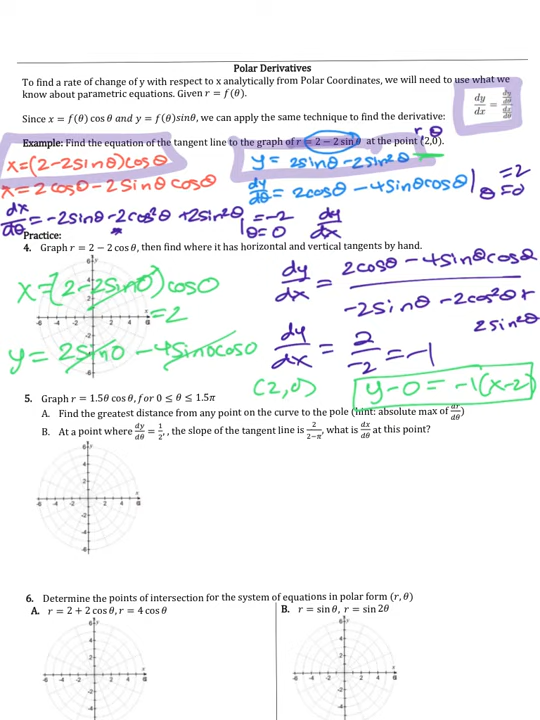 Polar Derivatives
To find a rate of change of y with respect to x analytically from Polar Coordinates, we will need to use what we
know about parametric equations. Given r = f(θ).
dy/dx = (dy/dθ)/(dx/dθ)
Since x = f(θ) cos θ and y = f(θ)sinθ, we can apply the same technique to find the derivative:
r θ
Example: Find the equation of the tangent line to the graph of r = 2 − 2 sin θ at the point (2,0).
x=(2-2sinθ)cosθ
y = 2sinθ - 2sin²θ
x = 2cosθ - 2sinθcosθ
dy/dθ = 2cosθ - 4sinθcosθ | θ=0 = 2
dx/dθ = -2sinθ - 2cos²θ + 2sin²θ | θ=0 = -2
dy/dx
Practice:
4. Graph r = 2 − 2 cos θ, then find where it has horizontal and vertical tangents by hand.
x = (2 - 2sin0)cos0
= 2
dy/dx = (2cosθ - 4sinθcosθ)/(-2sinθ - 2cos²θ + 2sin²θ)
y = 2sin0 - 4sin0cos0
dy/dx = 2/-2 = -1
(2,0)
y-0 = -1(x-2)
5. Graph r = 1.5θ cos θ, for 0 ≤ θ ≤ 1.5π
A. Find the greatest distance from any point on the curve to the pole (hint: absolute max of dr/dθ)
B. At a point where dy/dθ = 1/2, the slope of the tangent line is 2/(2−π), what is dx/dθ at this point?
6. Determine the points of intersection for the system of equations in polar form (r, θ)
A. r = 2 + 2 cos θ, r = 4 cos θ
B. r = sin θ, r = sin 2θ